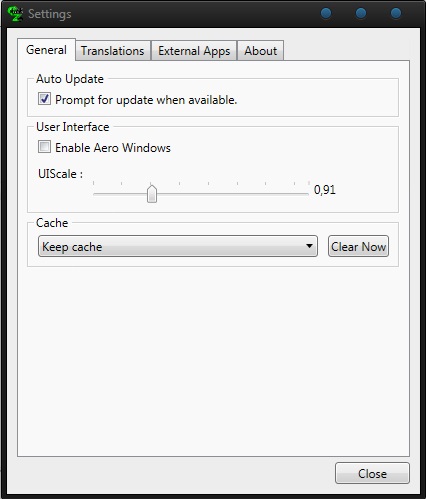 Settings
General Translations External Apps About
Auto Update
Prompt for update when available.
User Interface
Enable Aero Windows
UIScale :
0,91
Cache
Keep cache Clear Now
Close